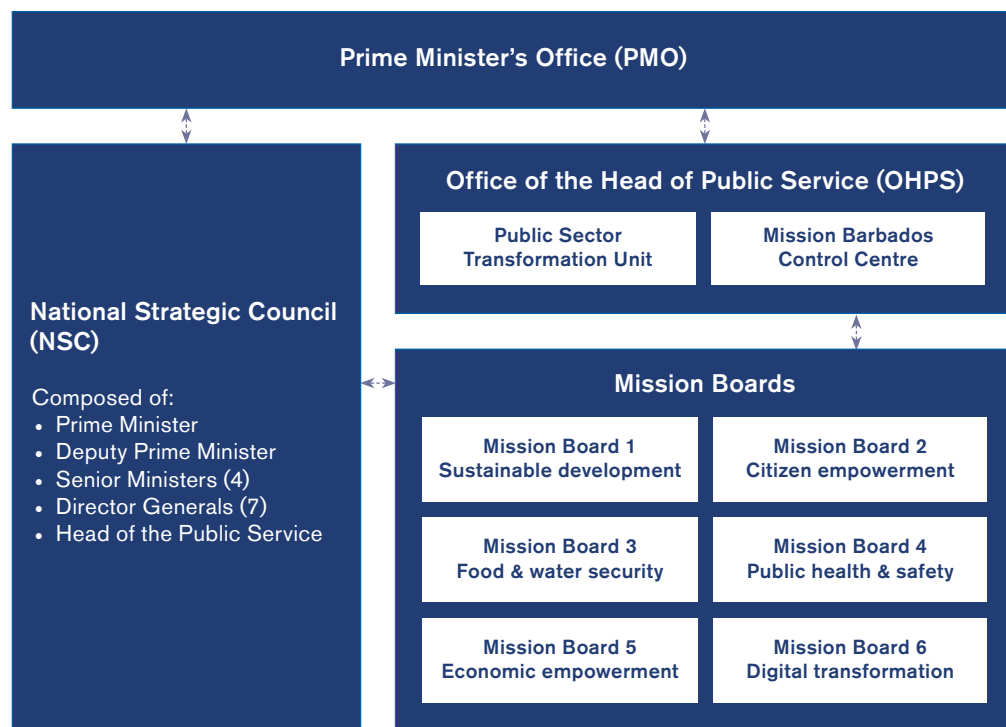 Prime Minister’s Office (PMO)
National Strategic Council
(NSC)
Composed of:
• Prime Minister
• Deputy Prime Minister
• Senior Ministers (4)
• Director Generals (7)
• Head of the Public Service
Office of the Head of Public Service (OHPS)
Public Sector
Transformation Unit
Mission Barbados
Control Centre
Mission Boards
Mission Board 1
Sustainable development
Mission Board 2
Citizen empowerment
Mission Board 3
Food & water security
Mission Board 4
Public health & safety
Mission Board 5
Economic empowerment
Mission Board 6
Digital transformation